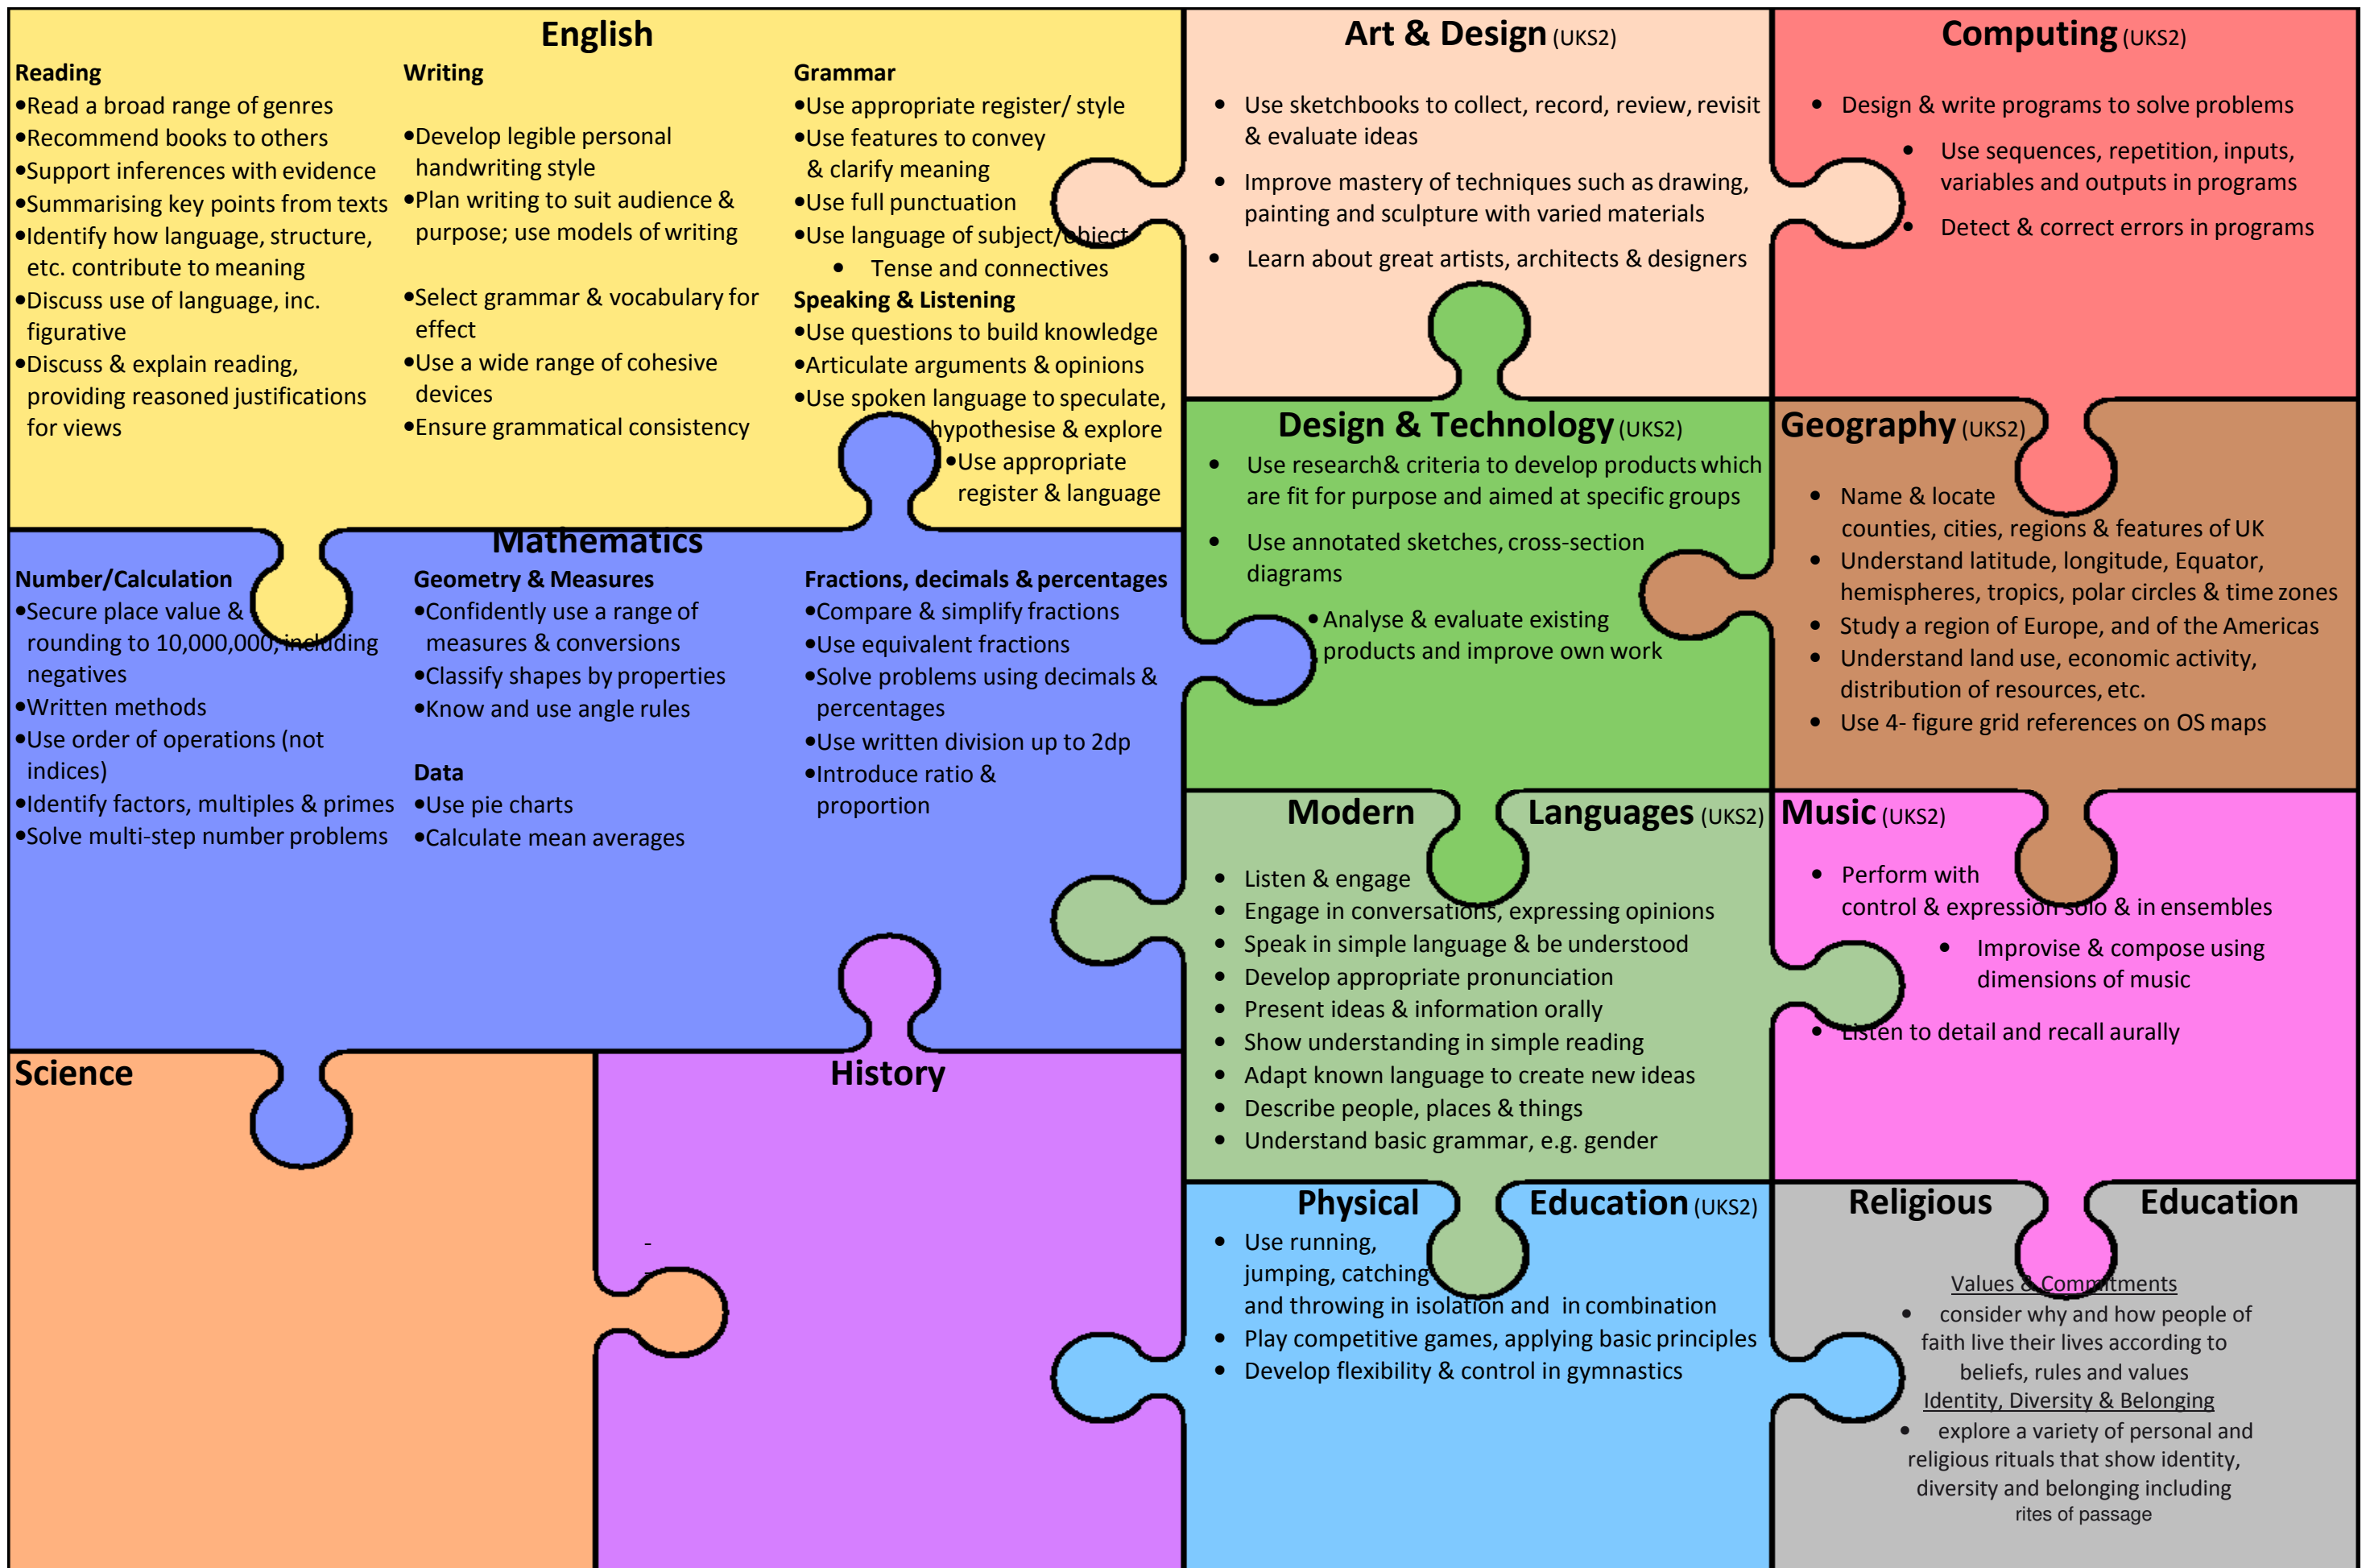 English
Reading
•Read a broad range of genres
•Recommend books to others
•Support inferences with evidence
•Summarising key points from texts
•Identify how language, structure,
etc. contribute to meaning
•Discuss use of language, inc.
figurative
•Discuss & explain reading,
providing reasoned justifications
for views
Writing
•Develop legible personal
handwriting style
•Plan writing to suit audience &
purpose; use models of writing
•Select grammar & vocabulary for
effect
•Use a wide range of cohesive
devices
•Ensure grammatical consistency
Grammar
•Use appropriate register/ style
•Use features to convey
& clarify meaning
•Use full punctuation
•Use language of subject/object
• Tense and connectives
Speaking & Listening
•Use questions to build knowledge
•Articulate arguments & opinions
•Use spoken language to speculate,
hypothesise & explore
•Use appropriate
register & language
Art & Design (UKS2)
• Use sketchbooks to collect, record, review, revisit
& evaluate ideas
• Improve mastery of techniques such as drawing,
painting and sculpture with varied materials
• Learn about great artists, architects & designers
Computing (UKS2)
• Design & write programs to solve problems
• Use sequences, repetition, inputs,
variables and outputs in programs
• Detect & correct errors in programs
Design & Technology (UKS2)
• Use research& criteria to develop products which
are fit for purpose and aimed at specific groups
• Use annotated sketches, cross-section
diagrams
•Analyse & evaluate existing
products and improve own work
Geography (UKS2)
• Name & locate
counties, cities, regions & features of UK
• Understand latitude, longitude, Equator,
hemispheres, tropics, polar circles & time zones
• Study a region of Europe, and of the Americas
• Understand land use, economic activity,
distribution of resources, etc.
• Use 4- figure grid references on OS maps
Mathematics
Number/Calculation
•Secure place value &
rounding to 10,000,000, including
negatives
•Written methods
•Use order of operations (not
indices)
•Identify factors, multiples & primes
•Solve multi-step number problems
Geometry & Measures
•Confidently use a range of
measures & conversions
•Classify shapes by properties
•Know and use angle rules
Data
•Use pie charts
•Calculate mean averages
Fractions, decimals & percentages
•Compare & simplify fractions
•Use equivalent fractions
•Solve problems using decimals &
percentages
•Use written division up to 2dp
•Introduce ratio &
proportion
Modern Languages (UKS2)
• Listen & engage
• Engage in conversations, expressing opinions
• Speak in simple language & be understood
• Develop appropriate pronunciation
• Present ideas & information orally
• Show understanding in simple reading
• Adapt known language to create new ideas
• Describe people, places & things
• Understand basic grammar, e.g. gender
Music (UKS2)
• Perform with
control & expression solo & in ensembles
• Improvise & compose using
dimensions of music
• Listen to detail and recall aurally
Science
History
-
Physical Education (UKS2)
• Use running,
jumping, catching
and throwing in isolation and in combination
• Play competitive games, applying basic principles
• Develop flexibility & control in gymnastics
Religious Education
Values & Commitments
• consider why and how people of
faith live their lives according to
beliefs, rules and values
Identity, Diversity & Belonging
• explore a variety of personal and
religious rituals that show identity,
diversity and belonging including
rites of passage